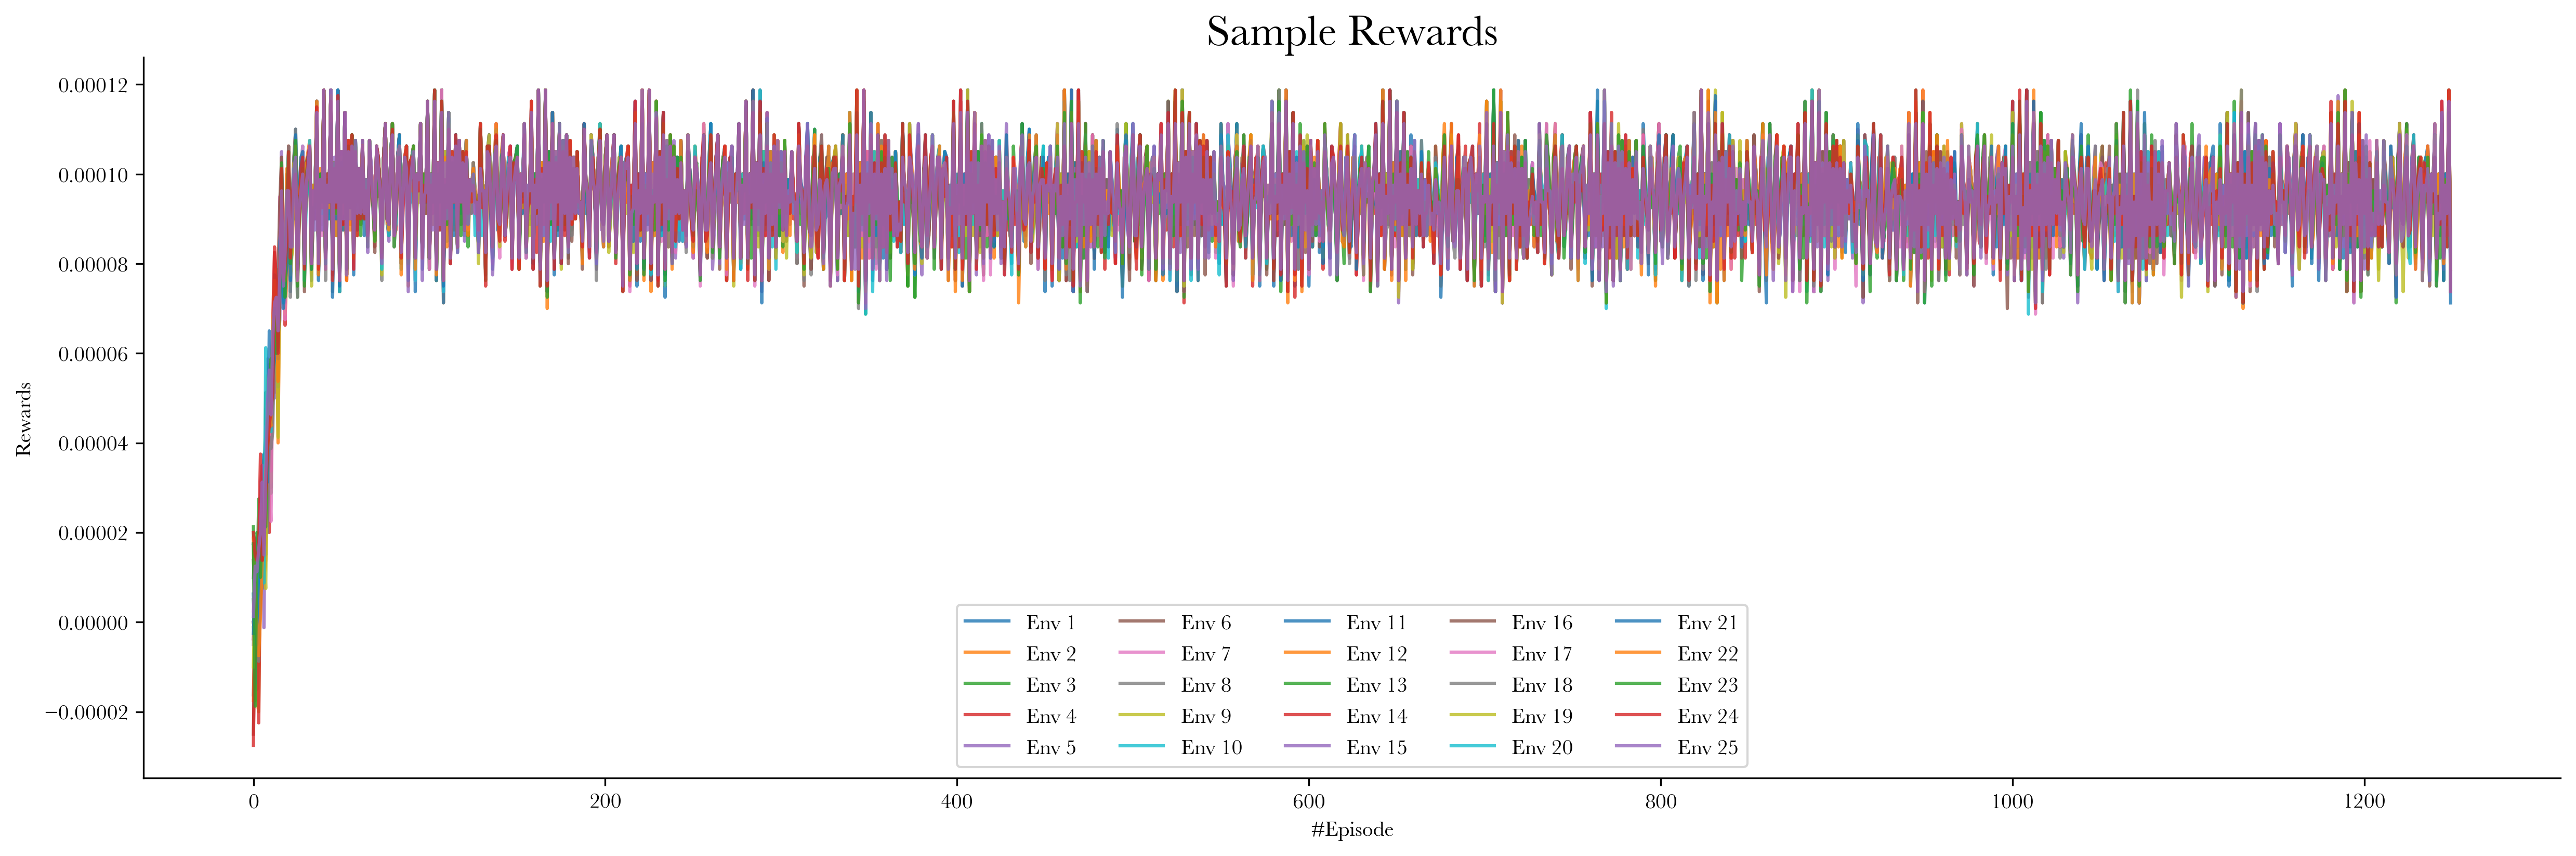 Sample Rewards
0.00012
0.00010
0.00008
0.00006
0.00004
0.00002
0.00000
−0.00002
Rewards
Env 1
Env 2
Env 3
Env 4
Env 5
Env 6
Env 7
Env 8
Env 9
Env 10
Env 11
Env 12
Env 13
Env 14
Env 15
Env 16
Env 17
Env 18
Env 19
Env 20
Env 21
Env 22
Env 23
Env 24
Env 25
0 200 400 600 800 1000 1200
#Episode